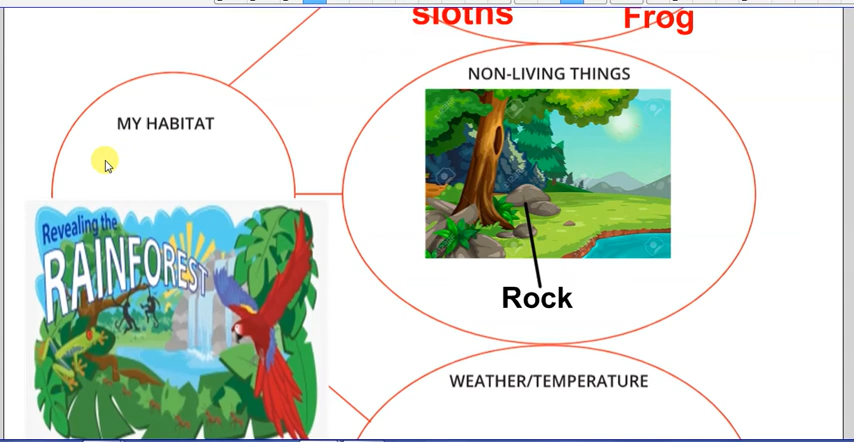 sloths
Frog
NON-LIVING THINGS
MY HABITAT
Rock
Revealing the
RAINFOREST
WEATHER/TEMPERATURE